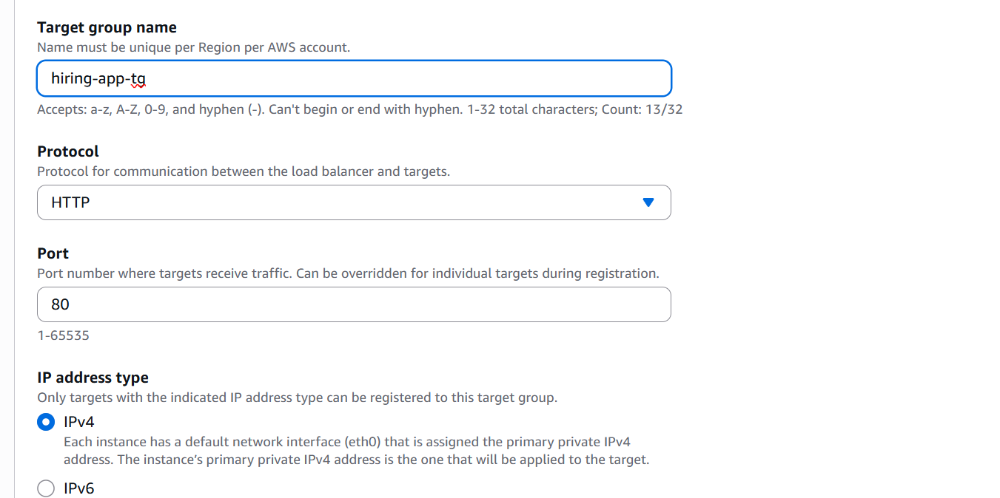 Target group name
Name must be unique per Region per AWS account.
hiring-app-tg
Accepts: a-z, A-Z, 0-9, and hyphen (-). Can't begin or end with hyphen. 1-32 total characters; Count: 13/32
Protocol
Protocol for communication between the load balancer and targets.
HTTP
Port
Port number where targets receive traffic. Can be overridden for individual targets during registration.
80
1-65535
IP address type
Only targets with the indicated IP address type can be registered to this target group.
IPv4
Each instance has a default network interface (eth0) that is assigned the primary private IPv4
address. The instance’s primary private IPv4 address is the one that will be applied to the target.
IPv6